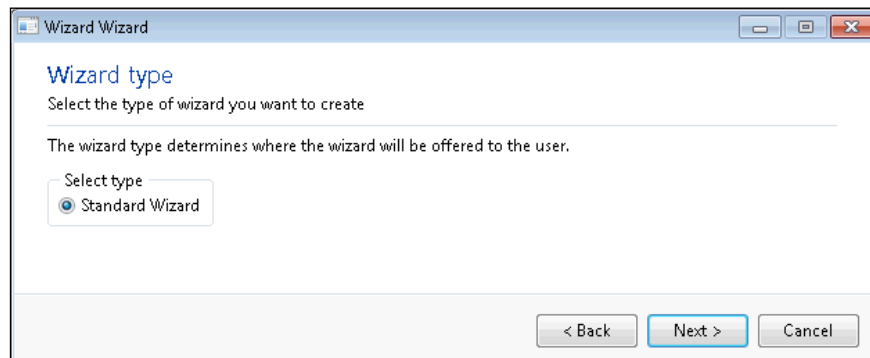 Wizard Wizard
Wizard type
Select the type of wizard you want to create
The wizard type determines where the wizard will be offered to the user.
Select type
Standard Wizard
< Back
Next >
Cancel